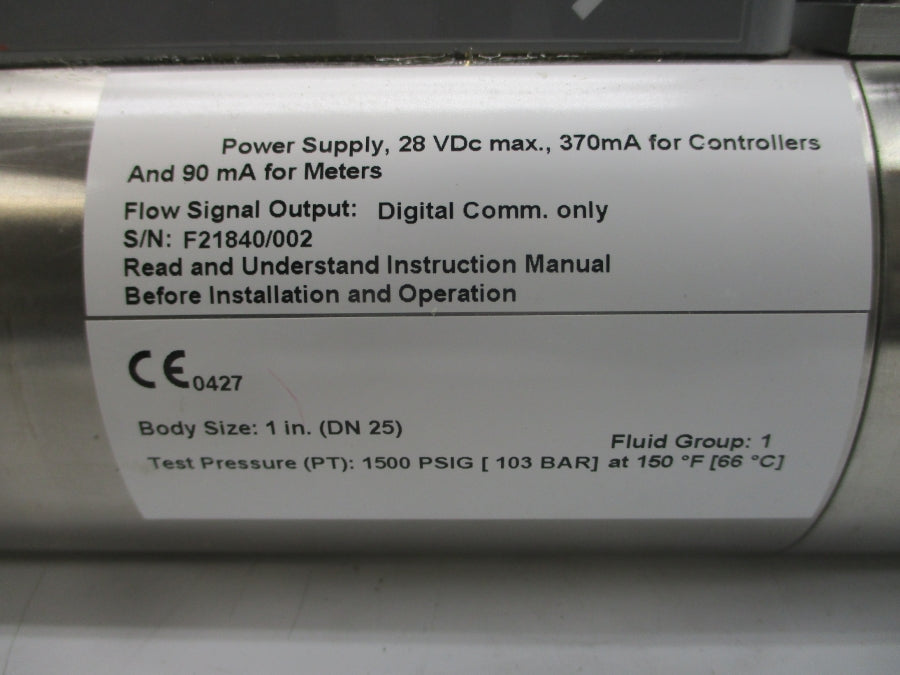 Power Supply, 28 VDc max., 370mA for Controllers
And 90 mA for Meters
Flow Signal Output: Digital Comm. only
S/N: F21840/002
Read and Understand Instruction Manual
Before Installation and Operation
CE 0427
Body Size: 1 in. (DN 25)
Fluid Group: 1
Test Pressure (PT): 1500 PSIG [ 103 BAR] at 150 °F [66 °C]